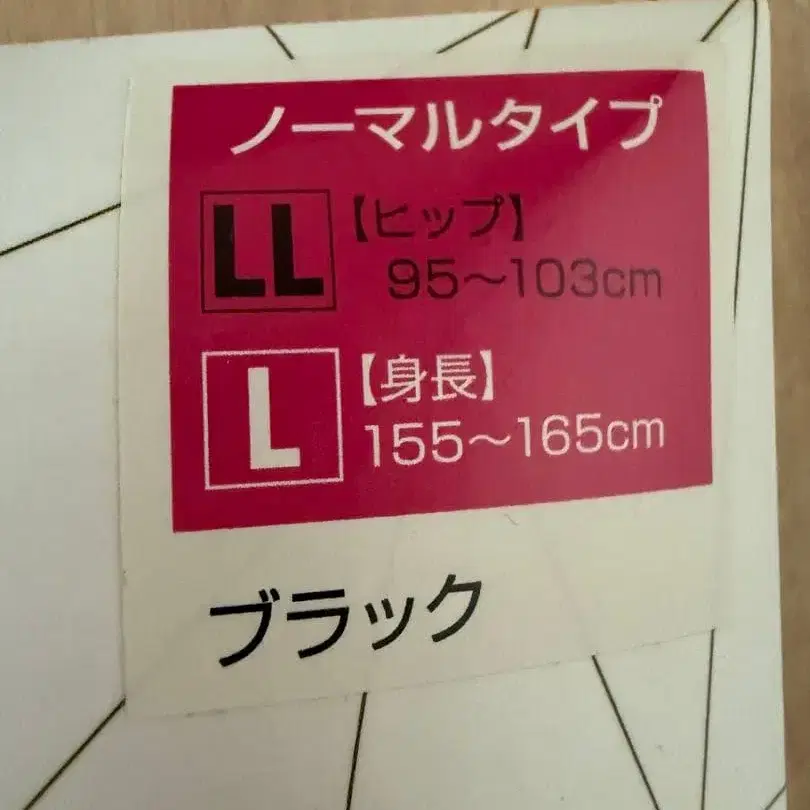 ノーマルタイプ
LL 【ヒップ】
95〜103cm
L 【身長】
155〜165cm
ブラック